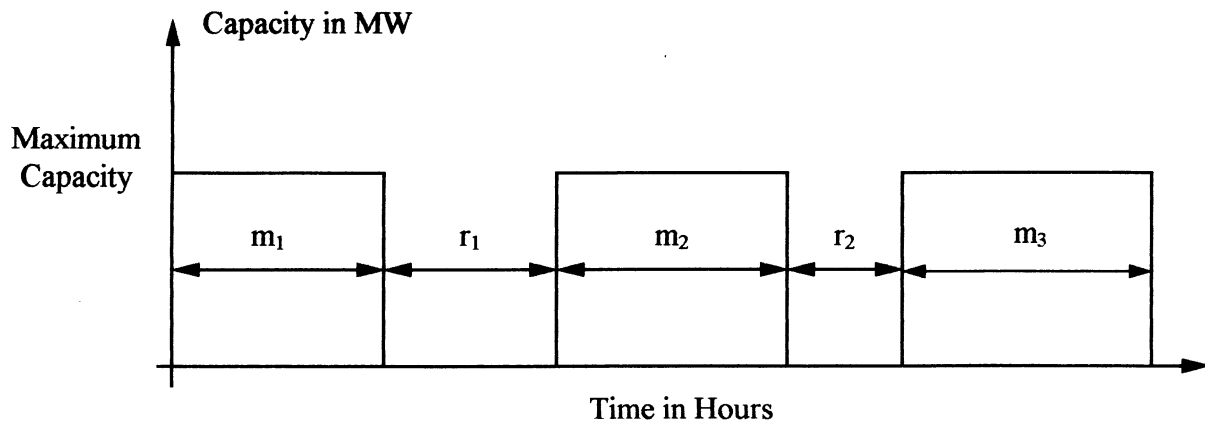 Capacity in MW
Maximum
Capacity
m₁
r₁
m₂
r₂
m₃
Time in Hours